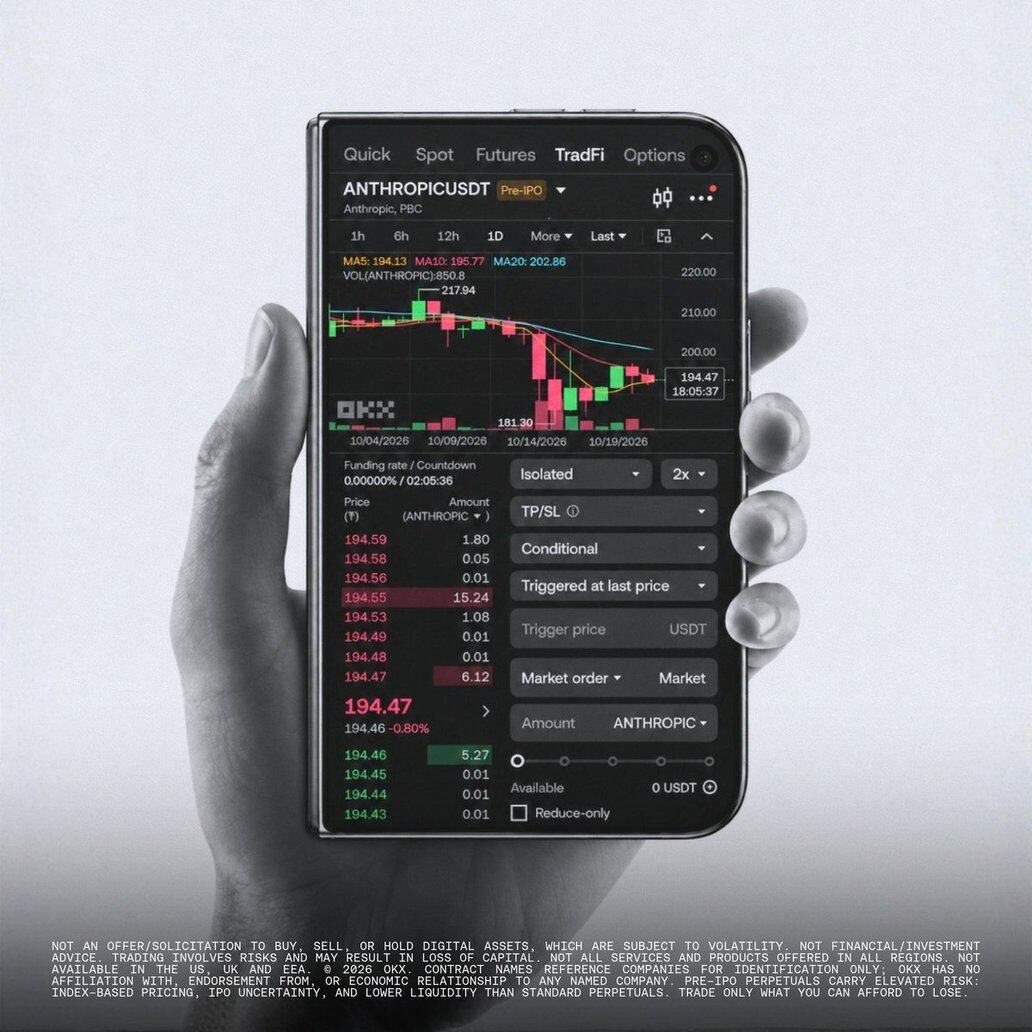 Quick Spot Futures TradFi Options
ANTHROPICUSDT Pre-IPO
Anthropic, PBC
1h 6h 12h 1D More Last
MA5: 194.13 MA10: 195.77 MA20: 202.86
VOL(ANTHROPIC):850.8
220.00
217.94
210.00
200.00
194.47
18:05:37
OKX
181.30
10/04/2026 10/09/2026 10/14/2026 10/19/2026
Funding rate / Countdown
0.00000% / 02:05:36
Price Amount
(₮) (ANTHROPIC )
194.59 1.80
194.58 0.05
194.56 0.01
194.55 15.24
194.53 1.08
194.49 0.01
194.48 0.01
194.47 6.12
194.47
194.46 -0.80%
194.46 5.27
194.45 0.01
194.44 0.01
194.43 0.01
Isolated 2x
TP/SL
Conditional
Triggered at last price
Trigger price USDT
Market order Market
Amount ANTHROPIC
Available 0 USDT
Reduce-only
NOT AN OFFER/SOLICITATION TO BUY, SELL, OR HOLD DIGITAL ASSETS, WHICH ARE SUBJECT TO VOLATILITY. NOT FINANCIAL/INVESTMENT
ADVICE. TRADING INVOLVES RISKS AND MAY RESULT IN LOSS OF CAPITAL. NOT ALL SERVICES AND PRODUCTS OFFERED IN ALL REGIONS. NOT
AVAILABLE IN THE US, UK AND EEA. © 2026 OKX. CONTRACT NAMES REFERENCE COMPANIES FOR IDENTIFICATION ONLY; OKX HAS NO
AFFILIATION WITH, ENDORSEMENT FROM, OR ECONOMIC RELATIONSHIP TO ANY NAMED COMPANY. PRE-IPO PERPETUALS CARRY ELEVATED RISK:
INDEX-BASED PRICING, IPO UNCERTAINTY, AND LOWER LIQUIDITY THAN STANDARD PERPETUALS. TRADE ONLY WHAT YOU CAN AFFORD TO LOSE.